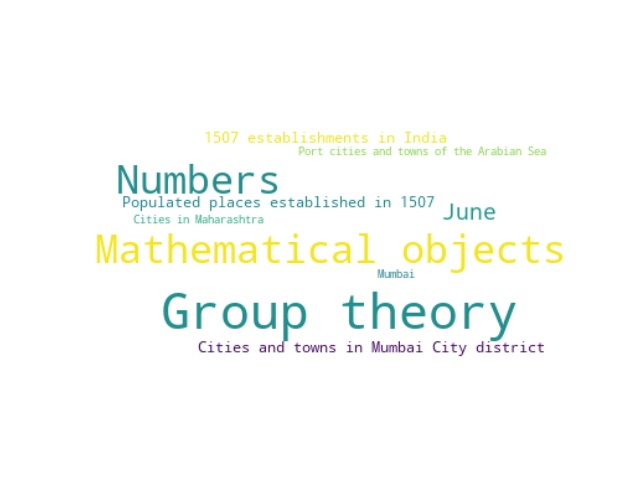 1507 establishments in India
Port cities and towns of the Arabian Sea
Numbers
Populated places established in 1507
June
Cities in Maharashtra
Mathematical objects
Mumbai
Group theory
Cities and towns in Mumbai City district